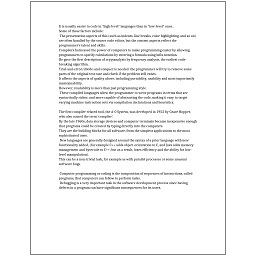 It is usually easier to code in "high-level" languages than in "low-level" ones.
Some of these factors include:
The presentation aspects of this (such as indents, line breaks, color highlighting, and so on)
are often handled by the source code editor, but the content aspects reflect the
programmer's talent and skills.
Compilers harnessed the power of computers to make programming easier by allowing
programmers to specify calculations by entering a formula using infix notation.
He gave the first description of cryptanalysis by frequency analysis, the earliest code-
breaking algorithm.
Trial-and-error/divide-and-conquer is needed: the programmer will try to remove some
parts of the original test case and check if the problem still exists.
It affects the aspects of quality above, including portability, usability and most importantly
maintainability.
However, readability is more than just programming style.
These compiled languages allow the programmer to write programs in terms that are
syntactically richer, and more capable of abstracting the code, making it easy to target
varying machine instruction sets via compilation declarations and heuristics.
The first compiler related tool, the A-0 System, was developed in 1952 by Grace Hopper,
who also coined the term 'compiler'.
By the late 1960s, data storage devices and computer terminals became inexpensive enough
that programs could be created by typing directly into the computers.
They are the building blocks for all software, from the simplest applications to the most
sophisticated ones.
New languages are generally designed around the syntax of a prior language with new
functionality added, (for example C++ adds object-orientation to C, and Java adds memory
management and bytecode to C++, but as a result, loses efficiency and the ability for low-
level manipulation).
This can be a non-trivial task, for example as with parallel processes or some unusual
software bugs.
Computer programming or coding is the composition of sequences of instructions, called
programs, that computers can follow to perform tasks.
Debugging is a very important task in the software development process since having
defects in a program can have significant consequences for its users.